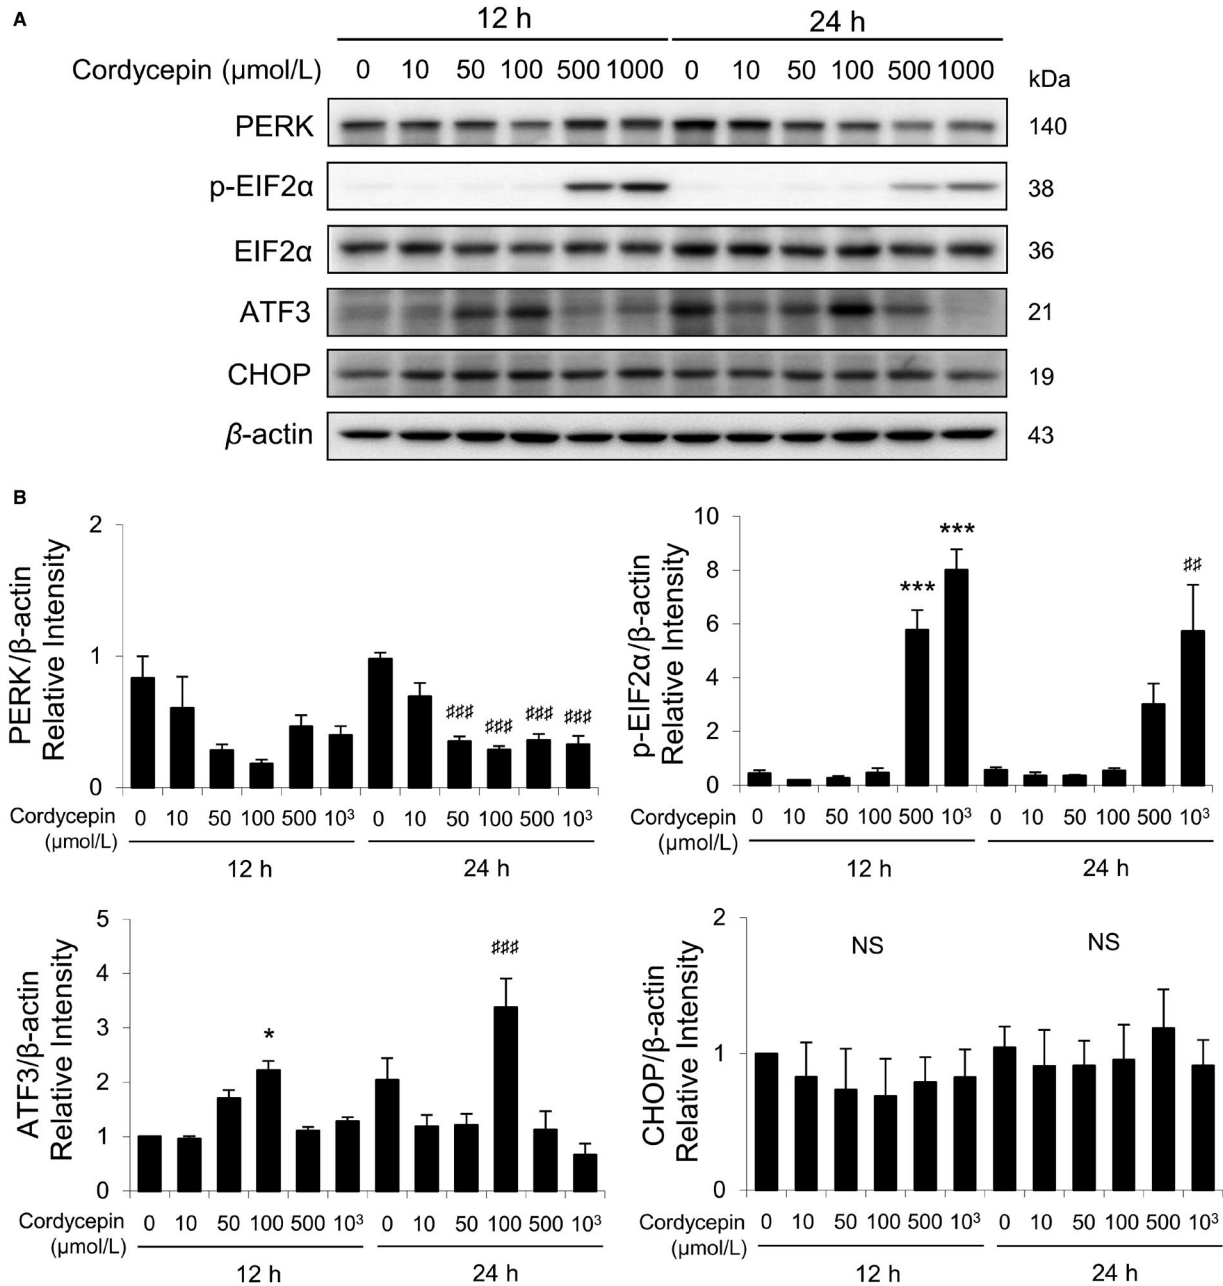 A
12 h 24 h
Cordycepin (μmol/L) 0 10 50 100 500 1000 0 10 50 100 500 1000 kDa
PERK 140
p-EIF2α 38
EIF2α 36
ATF3 21
CHOP 19
β-actin 43
B
PERK/β-actin
Relative Intensity
2
1
0
### ### ### ###
Cordycepin
(μmol/L)
0 10 50 100 500 10³ 0 10 50 100 500 10³
12 h 24 h
p-EIF2α/β-actin
Relative Intensity
10
8
6
4
2
0
*** *** ##
Cordycepin
(μmol/L)
0 10 50 100 500 10³ 0 10 50 100 500 10³
12 h 24 h
ATF3/β-actin
Relative Intensity
5
4
3
2
1
0
* ###
Cordycepin
(μmol/L)
0 10 50 100 500 10³ 0 10 50 100 500 10³
12 h 24 h
CHOP/β-actin
Relative Intensity
2
1
0
NS NS
Cordycepin
(μmol/L)
0 10 50 100 500 10³ 0 10 50 100 500 10³
12 h 24 h